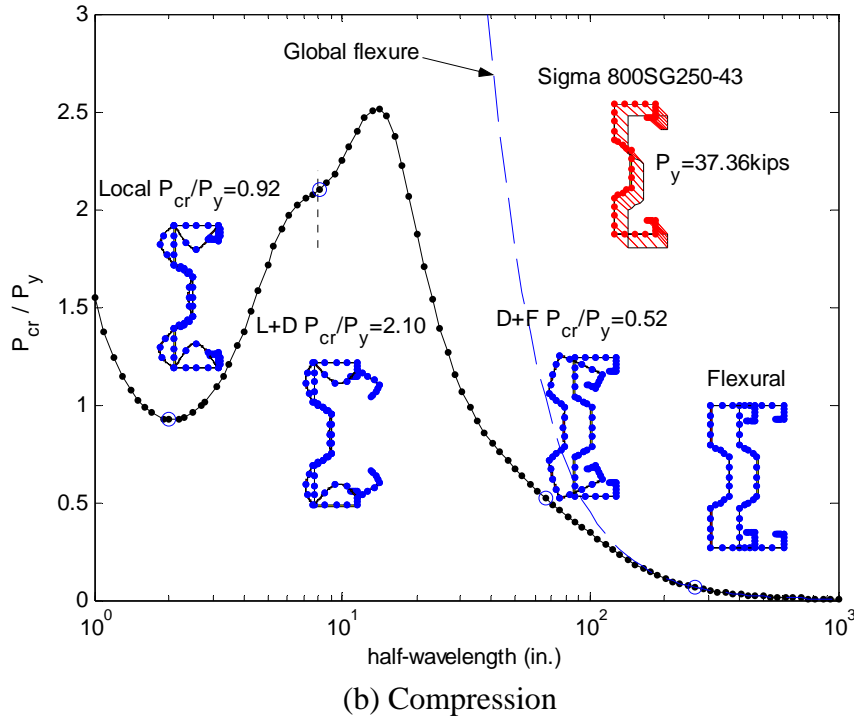 3
Global flexure
Sigma 800SG250-43
2.5
P_y=37.36kips
Local P_cr/P_y=0.92
2
P_cr / P_y
1.5
L+D P_cr/P_y=2.10
D+F P_cr/P_y=0.52
Flexural
1
0.5
0
10^0
10^1
10^2
10^3
half-wavelength (in.)
(b) Compression